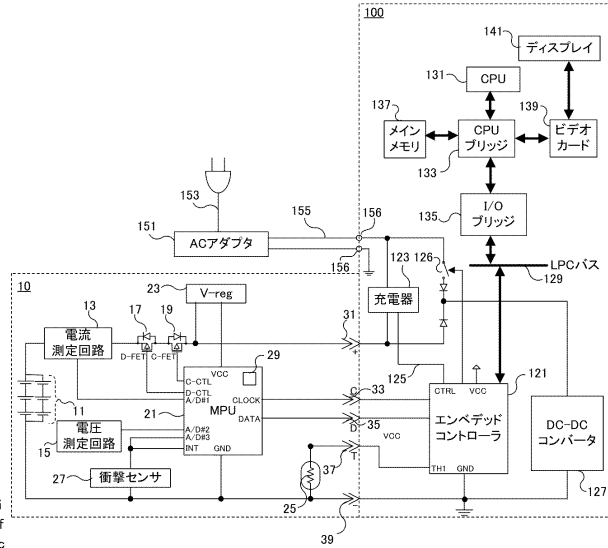 100
141
ディスプレイ
131
CPU
137
メイン
メモリ
CPU
ブリッジ
133
139
ビデオ
カード
153
I/O
ブリッジ
135
155
156
151
ACアダプタ
156
126
LPCバス
129
123
充電器
10
23
V-reg
13
17
19
31
電流
測定回路
D-FET
C-FET
+
VCC
29
C-CTL
D-CTL
A/D#1
MPU
21
CLOCK
DATA
C
33
D
35
125
CTRL
VCC
121
エンベデッド
コントローラ
TH1
GND
DC-DC
コンバータ
127
11
電圧
測定回路
15
A/D#2
A/D#3
INT
GND
VCC
T
37
27
衝撃センサ
25
-
39
f
c